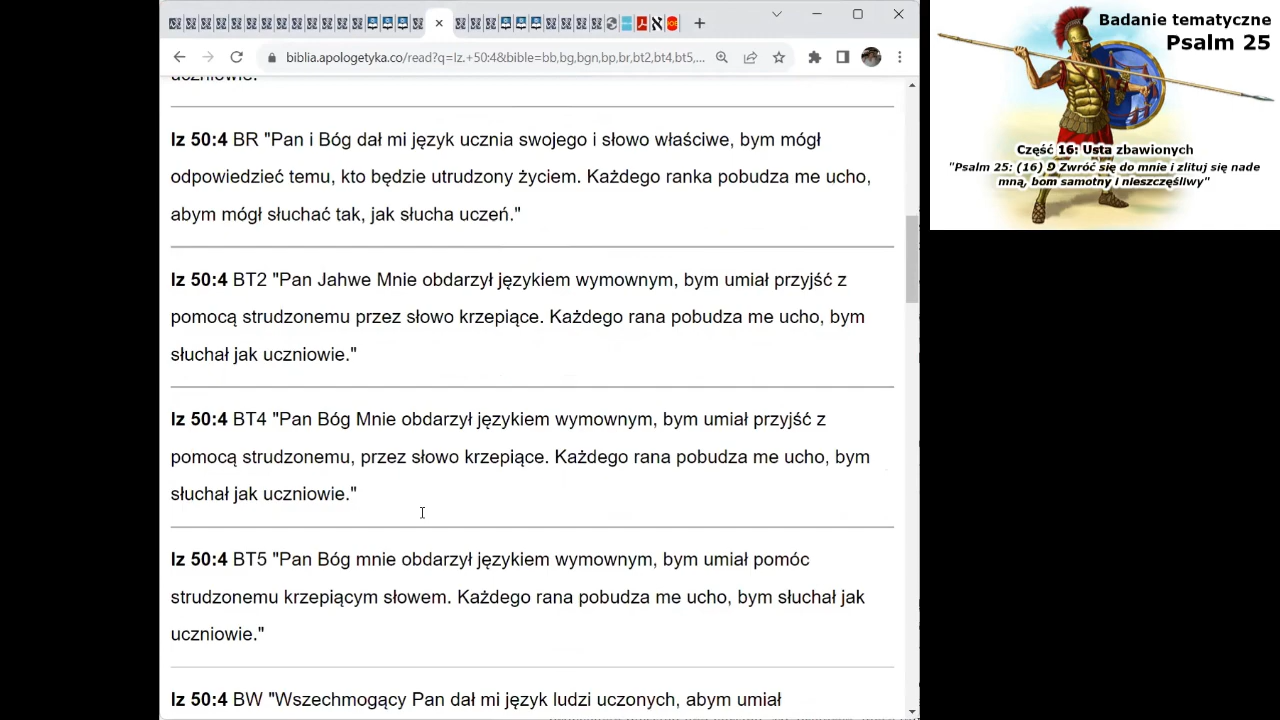 biblia.apologetyka.co/read?q=Iz.+50:4&bible=bb,bg,bgn,bp,br,bt2,bt4,bt5,...
uczniowie."
Iz 50:4 BR "Pan i Bóg dał mi język ucznia swojego i słowo właściwe, bym mógł
odpowiedzieć temu, kto będzie utrudzony życiem. Każdego ranka pobudza me ucho,
abym mógł słuchać tak, jak słucha uczeń."
Iz 50:4 BT2 "Pan Jahwe Mnie obdarzył językiem wymownym, bym umiał przyjść z
pomocą strudzonemu przez słowo krzepiące. Każdego rana pobudza me ucho, bym
słuchał jak uczniowie."
Iz 50:4 BT4 "Pan Bóg Mnie obdarzył językiem wymownym, bym umiał przyjść z
pomocą strudzonemu, przez słowo krzepiące. Każdego rana pobudza me ucho, bym
słuchał jak uczniowie."
Iz 50:4 BT5 "Pan Bóg mnie obdarzył językiem wymownym, bym umiał pomóc
strudzonemu krzepiącym słowem. Każdego rana pobudza me ucho, bym słuchał jak
uczniowie."
Iz 50:4 BW "Wszechmogący Pan dał mi język ludzi uczonych, abym umiał
Badanie tematyczne
Psalm 25
Część 16: Usta zbawionych
"Psalm 25: (16) פ Zwróć się do mnie i zlituj się nade
mną, bom samotny i nieszczęśliwy"